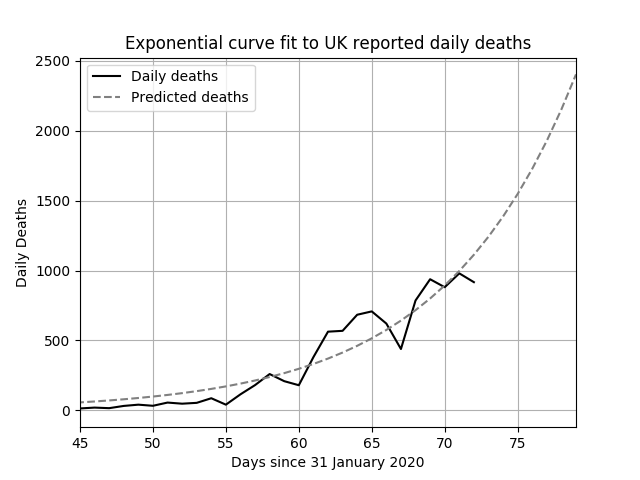 Exponential curve fit to UK reported daily deaths
Daily deaths
Predicted deaths
2500
2000
1500
1000
500
0
Daily Deaths
45 50 55 60 65 70 75
Days since 31 January 2020